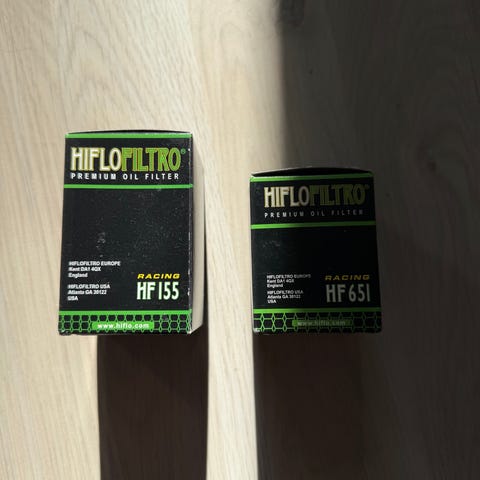 HIFLOFILTRO®
PREMIUM OIL FILTER
HIFLOFILTRO EUROPE
Kent DA1 4QX
England
HIFLOFILTRO USA
Atlanta GA 30122
USA
RACING
HF155
www.hiflo.com
HIFLOFILTRO®
PREMIUM OIL FILTER
HIFLOFILTRO EUROPE
Kent DA1 4QX
England
HIFLOFILTRO USA
Atlanta GA 30122
USA
RACING
HF651
www.hiflo.com